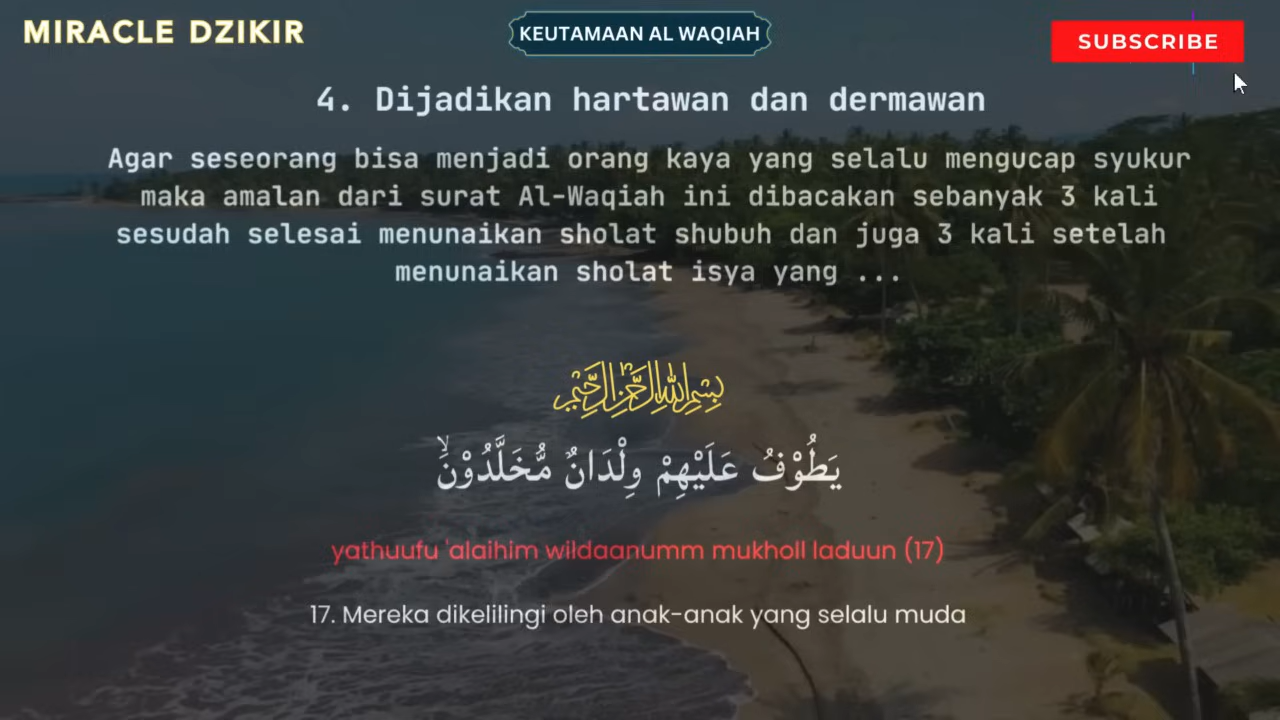 MIRACLE DZIKIR
KEUTAMAAN AL WAQIAH
SUBSCRIBE
4. Dijadikan hartawan dan dermawan
Agar seseorang bisa menjadi orang kaya yang selalu mengucap syukur
maka amalan dari surat Al-Waqiah ini dibacakan sebanyak 3 kali
sesudah selesai menunaikan sholat shubuh dan juga 3 kali setelah
menunaikan sholat isya yang ...
بِسْمِ اللَّهِ الرَّحْمَٰنِ الرَّحِيمِ
يَطُوْفُ عَلَيْهِمْ وِلْدَانٌ مُّخَلَّدُوْنَۙ
yathuufu 'alaihim wildaanumm mukholl laduun (17)
17. Mereka dikelilingi oleh anak-anak yang selalu muda